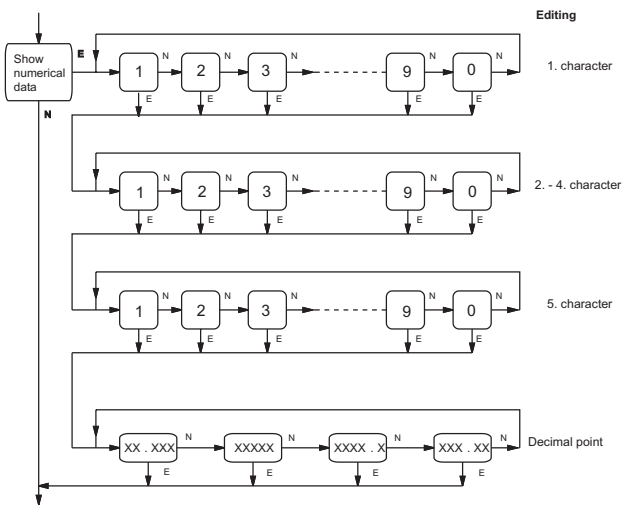 Editing
Show
numerical
data
E
N
1 N 2 N 3 N 9 N 0 N
1. character
E E E E E
1 N 2 N 3 N 9 N 0 N
2. - 4. character
E E E E E
1 N 2 N 3 N 9 N 0 N
5. character
E E E E E
XX . XXX N XXXXX N XXXX . X N XXX . XX N
Decimal point
E E E E